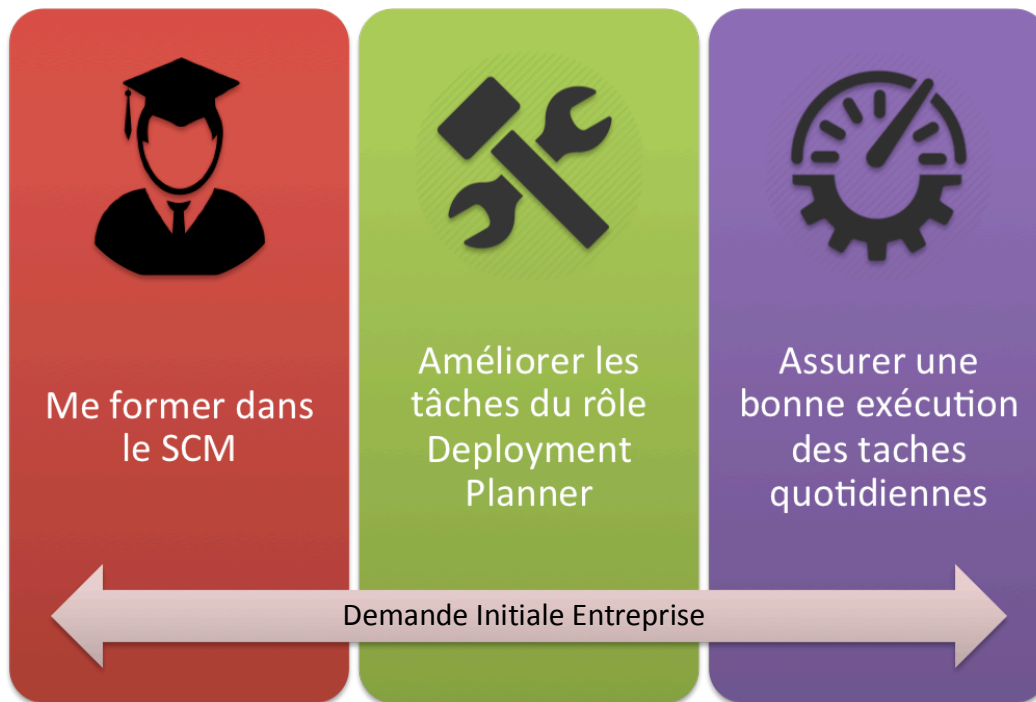 Me former dans
le SCM
Améliorer les
tâches du rôle
Deployment
Planner
Assurer une
bonne exécution
des taches
quotidiennes
Demande Initiale Entreprise